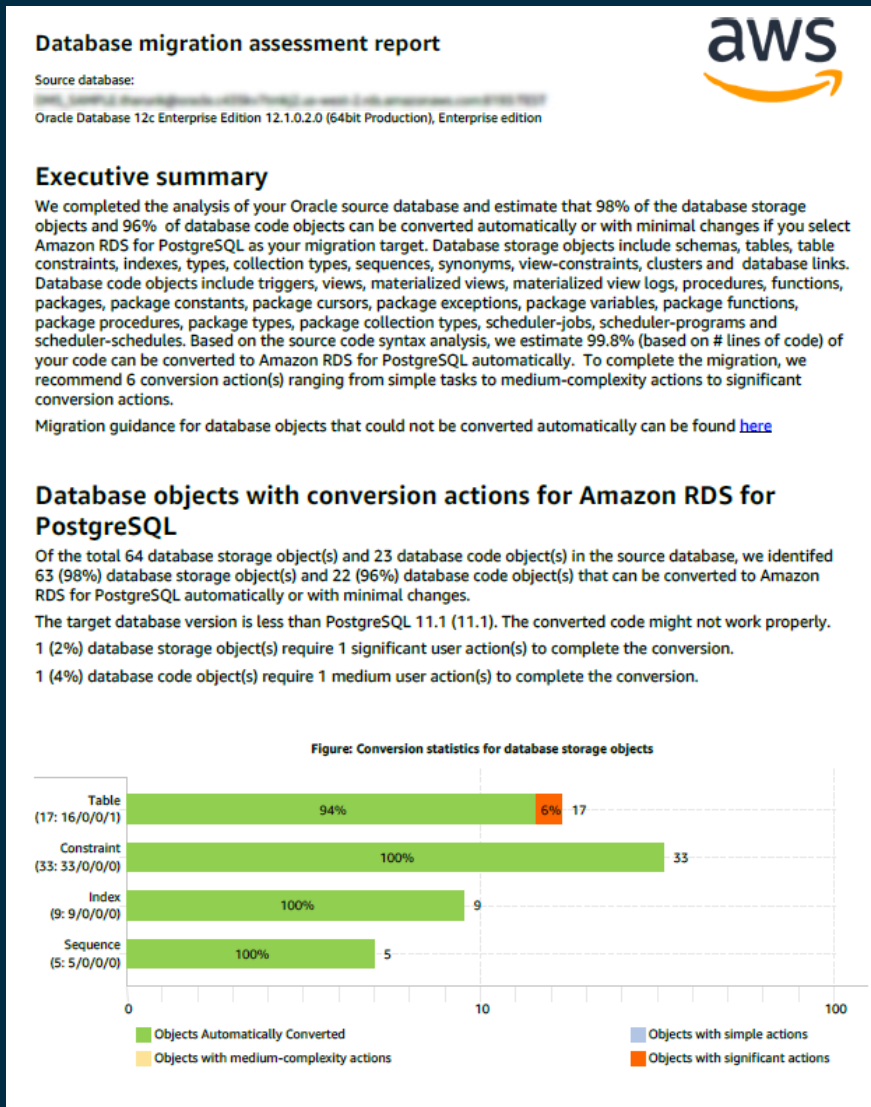 Database migration assessment report
aws
Source database:
Oracle Database 12c Enterprise Edition 12.1.0.2.0 (64bit Production), Enterprise edition
Executive summary
We completed the analysis of your Oracle source database and estimate that 98% of the database storage
objects and 96% of database code objects can be converted automatically or with minimal changes if you select
Amazon RDS for PostgreSQL as your migration target. Database storage objects include schemas, tables, table
constraints, indexes, types, collection types, sequences, synonyms, view-constraints, clusters and database links.
Database code objects include triggers, views, materialized views, materialized view logs, procedures, functions,
packages, package constants, package cursors, package exceptions, package variables, package functions,
package procedures, package types, package collection types, scheduler-jobs, scheduler-programs and
scheduler-schedules. Based on the source code syntax analysis, we estimate 99.8% (based on # lines of code) of
your code can be converted to Amazon RDS for PostgreSQL automatically. To complete the migration, we
recommend 6 conversion action(s) ranging from simple tasks to medium-complexity actions to significant
conversion actions.
Migration guidance for database objects that could not be converted automatically can be found here
Database objects with conversion actions for Amazon RDS for
PostgreSQL
Of the total 64 database storage object(s) and 23 database code object(s) in the source database, we identifed
63 (98%) database storage object(s) and 22 (96%) database code object(s) that can be converted to Amazon
RDS for PostgreSQL automatically or with minimal changes.
The target database version is less than PostgreSQL 11.1 (11.1). The converted code might not work properly.
1 (2%) database storage object(s) require 1 significant user action(s) to complete the conversion.
1 (4%) database code object(s) require 1 medium user action(s) to complete the conversion.
Figure: Conversion statistics for database storage objects
Table
(17: 16/0/0/1)
94% 6% 17
Constraint
(33: 33/0/0/0)
100% 33
Index
(9: 9/0/0/0)
100% 9
Sequence
(5: 5/0/0/0)
100% 5
0 10 100
Objects Automatically Converted
Objects with simple actions
Objects with medium-complexity actions
Objects with significant actions